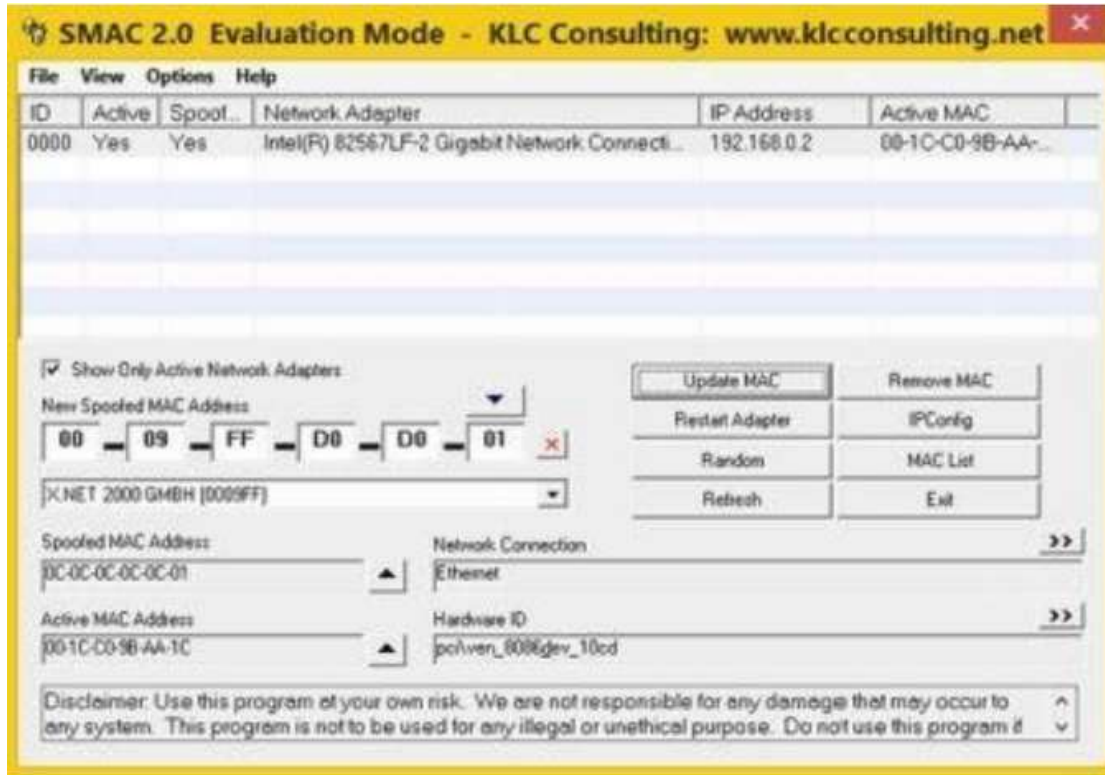 SMAC 2.0 Evaluation Mode - KLC Consulting: www.klcconsulting.net
File View Options Help
ID Active Spoof... Network Adapter IP Address Active MAC
0000 Yes Yes Intel(R) 82567LF-2 Gigabit Network Connecti... 192.168.0.2 00-1C-C0-9B-AA-...
Show Only Active Network Adapters
New Spoofed MAC Address
00 - 09 - FF - D0 - D0 - 01
X.NET 2000 GMBH [0009FF]
Update MAC Remove MAC
Restart Adapter IPConfig
Random MAC List
Refresh Exit
Spoofed MAC Address
0C-0C-0C-0C-0C-01
Network Connection >>
Ethernet
Active MAC Address
00-1C-C0-9B-AA-1C
Hardware ID >>
pci\ven_8086&dev_10cd
Disclaimer: Use this program at your own risk. We are not responsible for any damage that may occur to
any system. This program is not to be used for any illegal or unethical purpose. Do not use this program if